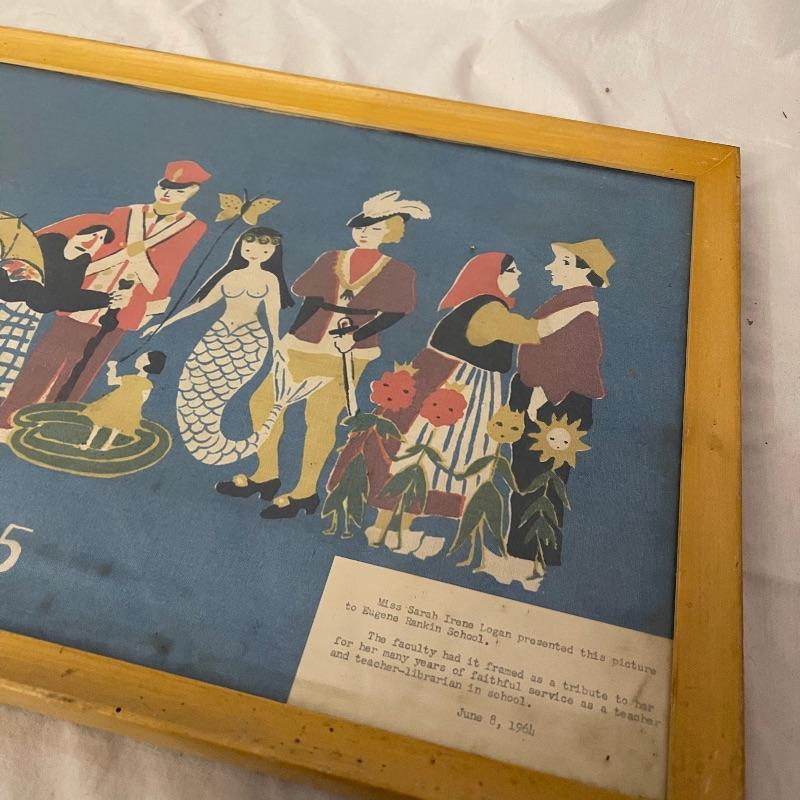 5
Miss Sarah Irene Logan presented this picture
to Eugene Rankin School.
The faculty had it framed as a tribute to her
for her many years of faithful service as a teacher
and teacher-librarian in school.
June 8, 1964